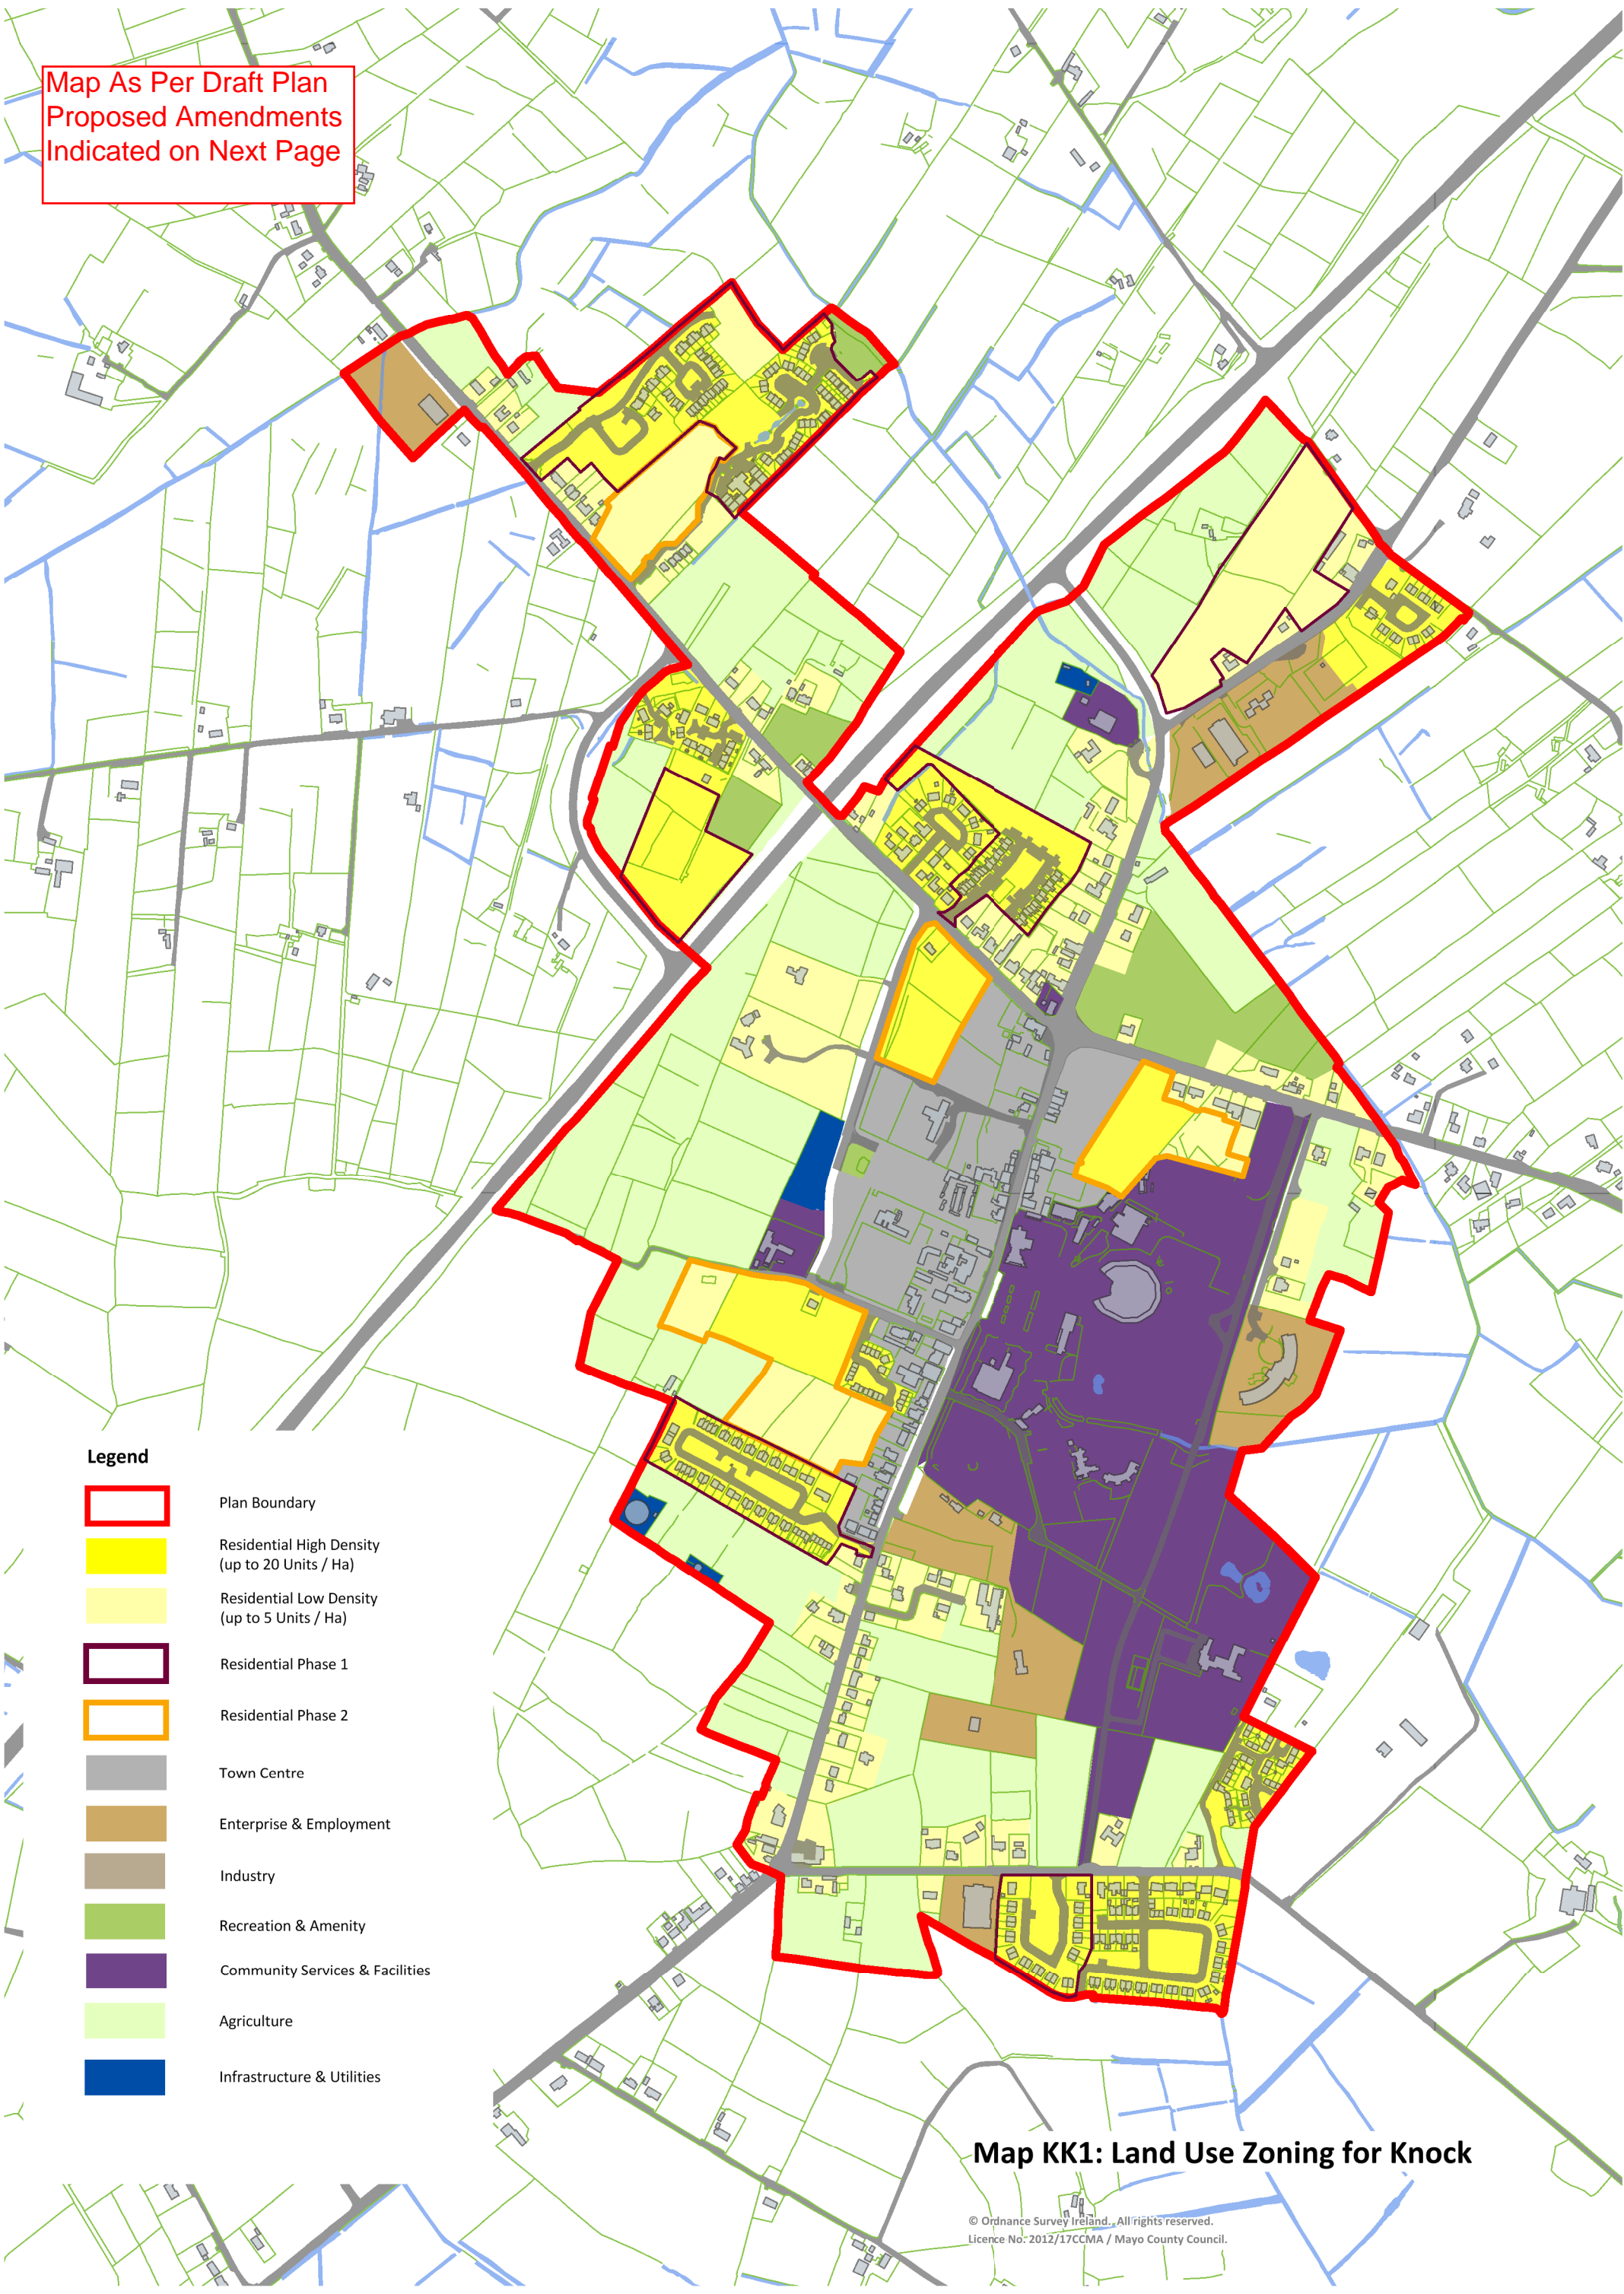 Map As Per Draft Plan
Proposed Amendments
Indicated on Next Page
Legend
Plan Boundary
Residential High Density
(up to 20 Units / Ha)
Residential Low Density
(up to 5 Units / Ha)
Residential Phase 1
Residential Phase 2
Town Centre
Enterprise & Employment
Industry
Recreation & Amenity
Community Services & Facilities
Agriculture
Infrastructure & Utilities
Map KK1: Land Use Zoning for Knock
© Ordnance Survey Ireland. All rights reserved.
Licence No. 2012/17CCMA / Mayo County Council.